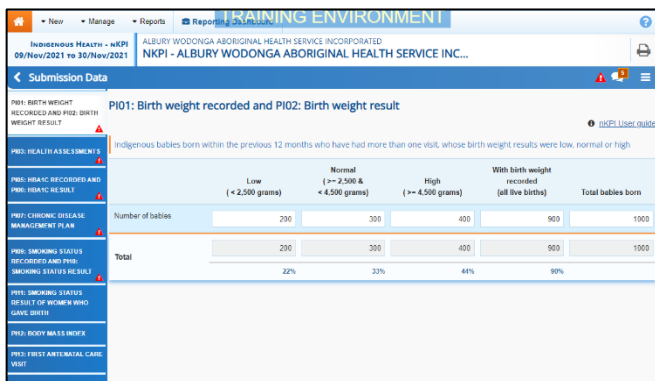 TRAINING ENVIRONMENT
New Manage Reports Reporting Dashboard
INDIGENOUS HEALTH - NKPI
09/NOV/2021 TO 30/NOV/2021
ALBURY WODONGA ABORIGINAL HEALTH SERVICE INCORPORATED
NKPI - ALBURY WODONGA ABORIGINAL HEALTH SERVICE INC...
Submission Data
PI01: BIRTH WEIGHT
RECORDED AND PI02: BIRTH
WEIGHT RESULT
PI03: HEALTH ASSESSMENTS
PI05: HBA1C RECORDED AND
PI06: HBA1C RESULT
PI07: CHRONIC DISEASE
MANAGEMENT PLAN
PI09: SMOKING STATUS
RECORDED AND PI10:
SMOKING STATUS RESULT
PI11: SMOKING STATUS
RESULT OF WOMEN WHO
GAVE BIRTH
PI12: BODY MASS INDEX
PI13: FIRST ANTENATAL CARE
VISIT
PI01: Birth weight recorded and PI02: Birth weight result
nKPI User guide
Indigenous babies born within the previous 12 months who have had more than one visit, whose birth weight results were low, normal or high
Low
( < 2,500 grams)
Normal
( >= 2,500 &
< 4,500 grams)
High
( >= 4,500 grams)
With birth weight
recorded
(all live births)
Total babies born
Number of babies 200 300 400 900 1000
Total 200 300 400 900 1000
22% 33% 44% 90%